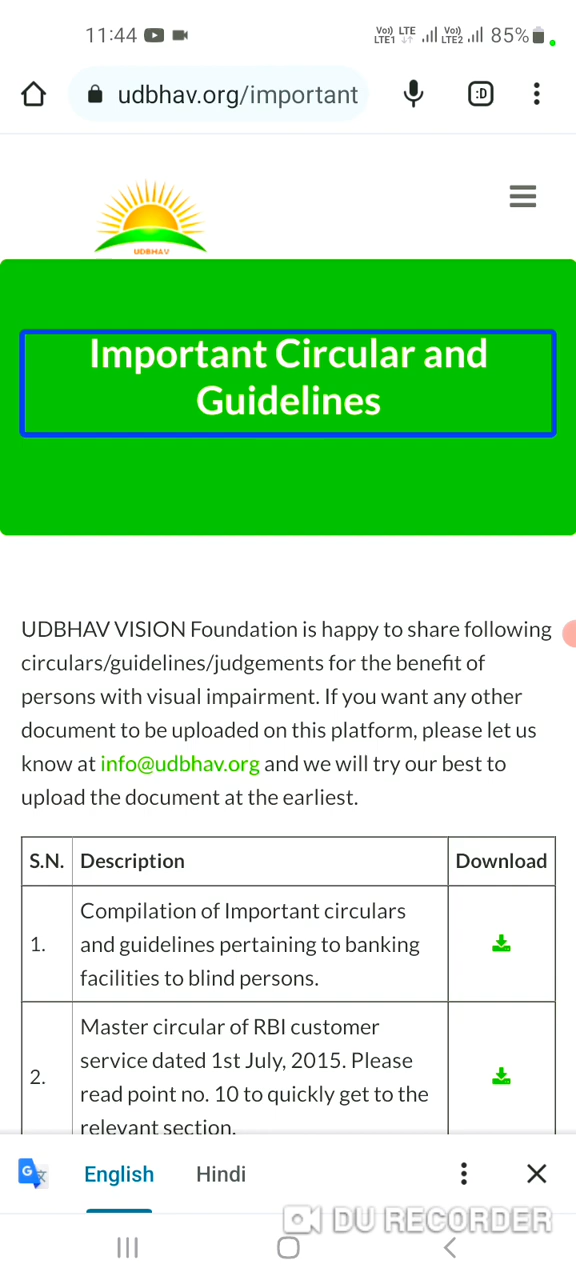 11:44
Vo) LTE Vo)
LTE1 LTE2 85%
udbhav.org/important
:D
UDBHAV
Important Circular and
Guidelines
UDBHAV VISION Foundation is happy to share following
circulars/guidelines/judgements for the benefit of
persons with visual impairment. If you want any other
document to be uploaded on this platform, please let us
know at info@udbhav.org and we will try our best to
upload the document at the earliest.
S.N. Description Download
1. Compilation of Important circulars
and guidelines pertaining to banking
facilities to blind persons.
2. Master circular of RBI customer
service dated 1st July, 2015. Please
read point no. 10 to quickly get to the
relevant section.
G English Hindi
DU RECORDER